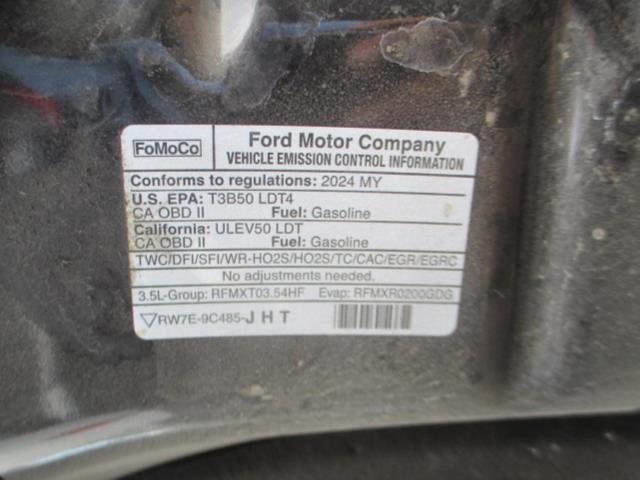 FoMoCo
Ford Motor Company
VEHICLE EMISSION CONTROL INFORMATION
Conforms to regulations: 2024 MY
U.S. EPA: T3B50 LDT4
CA OBD II Fuel: Gasoline
California: ULEV50 LDT
CA OBD II Fuel: Gasoline
TWC/DFI/SFI/WR-HO2S/HO2S/TC/CAC/EGR/EGRC
No adjustments needed.
3.5L-Group: RFMXT03.54HF Evap: RFMXR0200GDG
RW7E-9C485-JHT